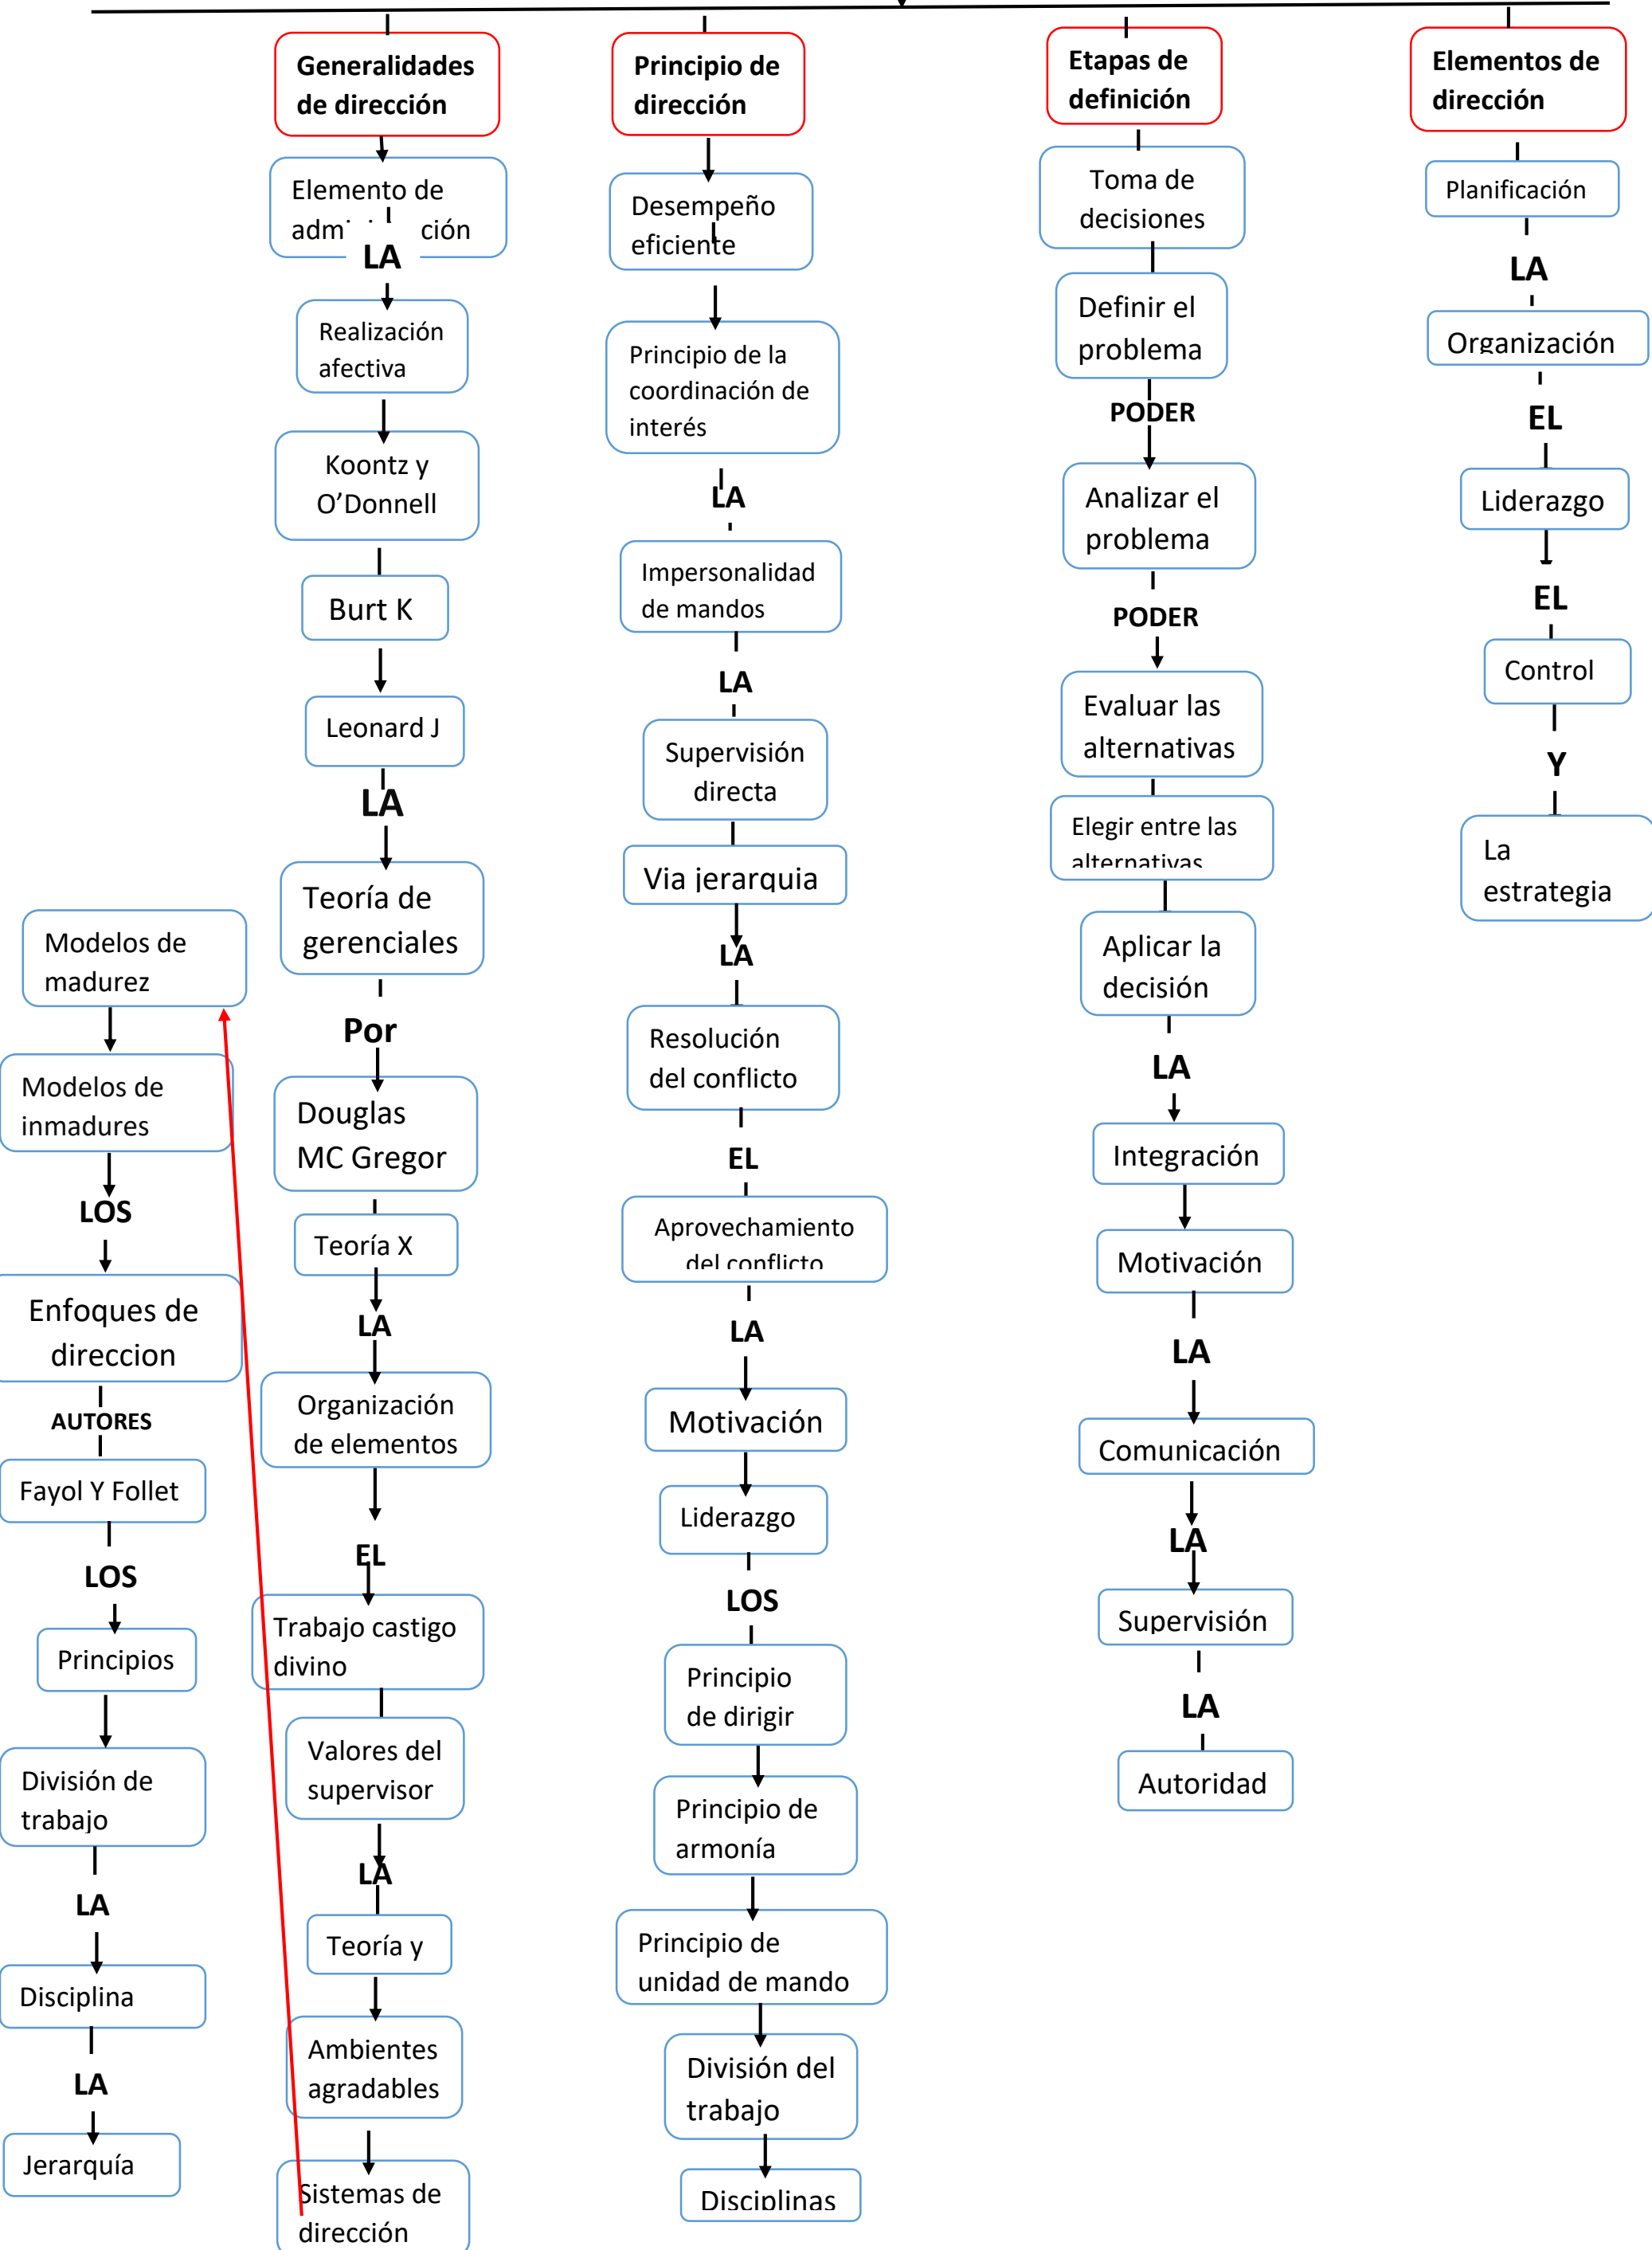 Generalidades
de dirección
Elemento de
adm ción
LA
Realización
afectiva
Koontz y
O’Donnell
Burt K
Leonard J
LA
Teoría de
gerenciales
Por
Douglas
MC Gregor
Teoría X
LA
Organización
de elementos
EL
Trabajo castigo
divino
Valores del
supervisor
LA
Teoría y
Ambientes
agradables
Sistemas de
dirección
Modelos de
madurez
Modelos de
inmadures
LOS
Enfoques de
direccion
AUTORES
Fayol Y Follet
LOS
Principios
División de
trabajo
LA
Disciplina
LA
Jerarquía
Principio de
dirección
Desempeño
eficiente
Principio de la
coordinación de
interés
LA
Impersonalidad
de mandos
LA
Supervisión
directa
Via jerarquia
LA
Resolución
del conflicto
EL
Aprovechamiento
del conflicto
LA
Motivación
Liderazgo
LOS
Principio
de dirigir
Principio de
armonía
Principio de
unidad de mando
División del
trabajo
Disciplinas
Etapas de
definición
Toma de
decisiones
Definir el
problema
PODER
Analizar el
problema
PODER
Evaluar las
alternativas
Elegir entre las
alternativas
Aplicar la
decisión
LA
Integración
Motivación
LA
Comunicación
LA
Supervisión
LA
Autoridad
Elementos de
dirección
Planificación
LA
Organización
EL
Liderazgo
EL
Control
Y
La
estrategia